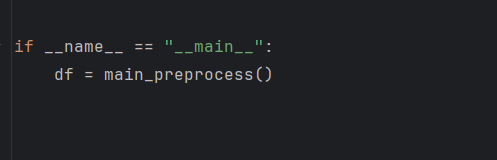 if __name__ == "__main__":
    df = main_preprocess()